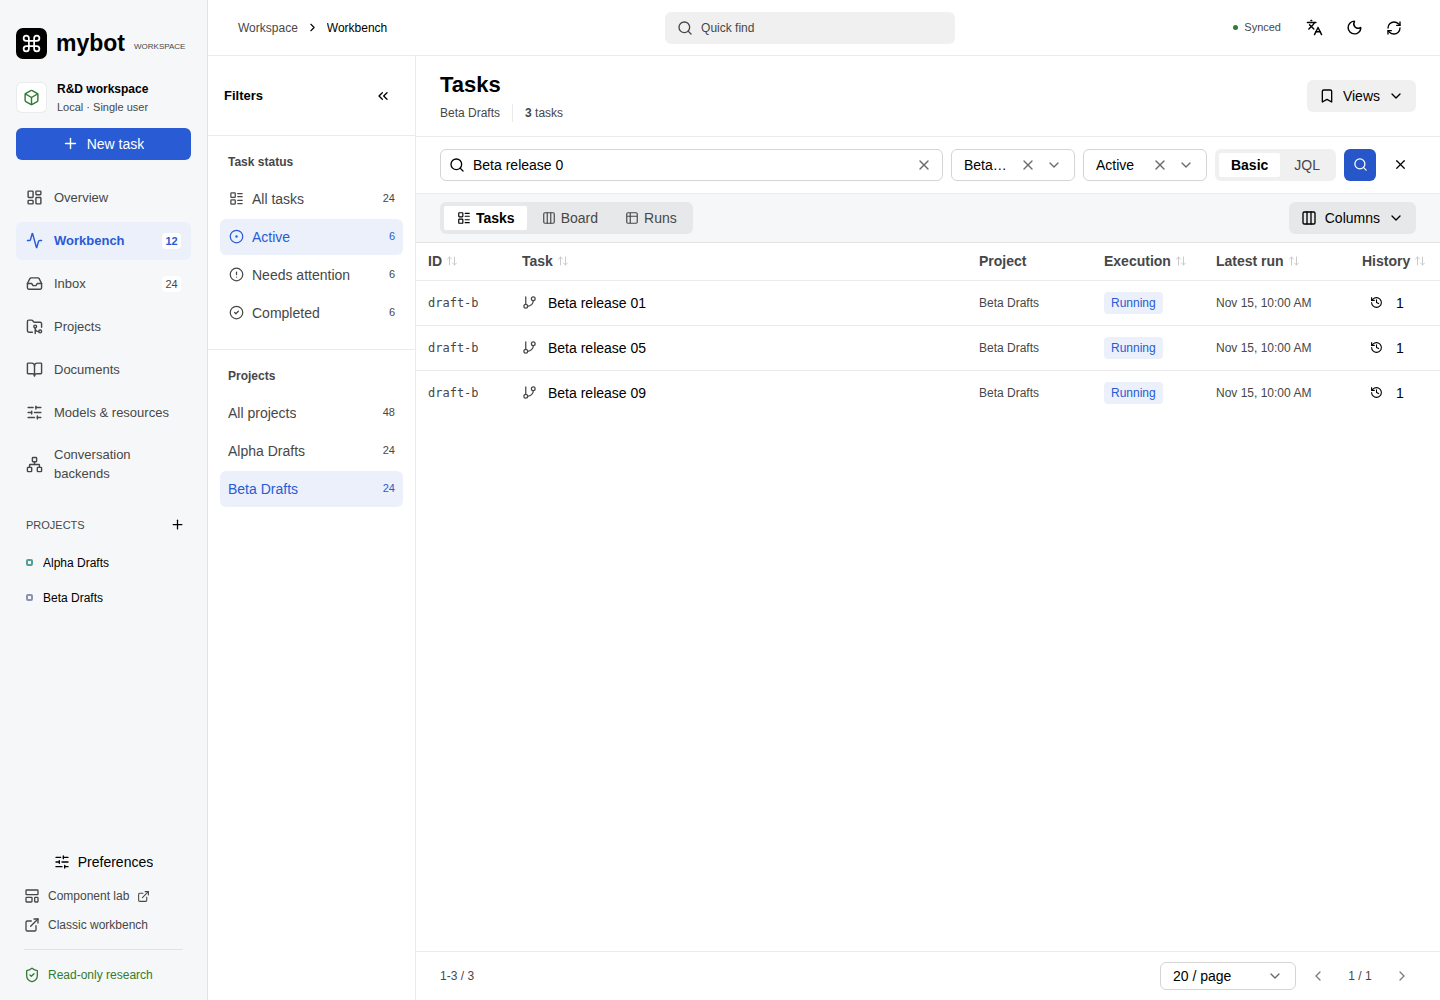 mybot WORKSPACE
R&D workspace
Local · Single user
New task
Overview
Workbench 12
Inbox 24
Projects
Documents
Models & resources
Conversation
backends
PROJECTS
Alpha Drafts
Beta Drafts
Preferences
Component lab
Classic workbench
Read-only research
Workspace Workbench
Quick find
Synced
Filters
Task status
All tasks 24
Active 6
Needs attention 6
Completed 6
Projects
All projects 48
Alpha Drafts 24
Beta Drafts 24
Tasks
Beta Drafts 3 tasks
Views
Beta release 0
Beta…
Active
Basic JQL
Tasks Board Runs
Columns
ID Task Project Execution Latest run History
draft-b Beta release 01 Beta Drafts Running Nov 15, 10:00 AM 1
draft-b Beta release 05 Beta Drafts Running Nov 15, 10:00 AM 1
draft-b Beta release 09 Beta Drafts Running Nov 15, 10:00 AM 1
1-3 / 3
20 / page
1 / 1